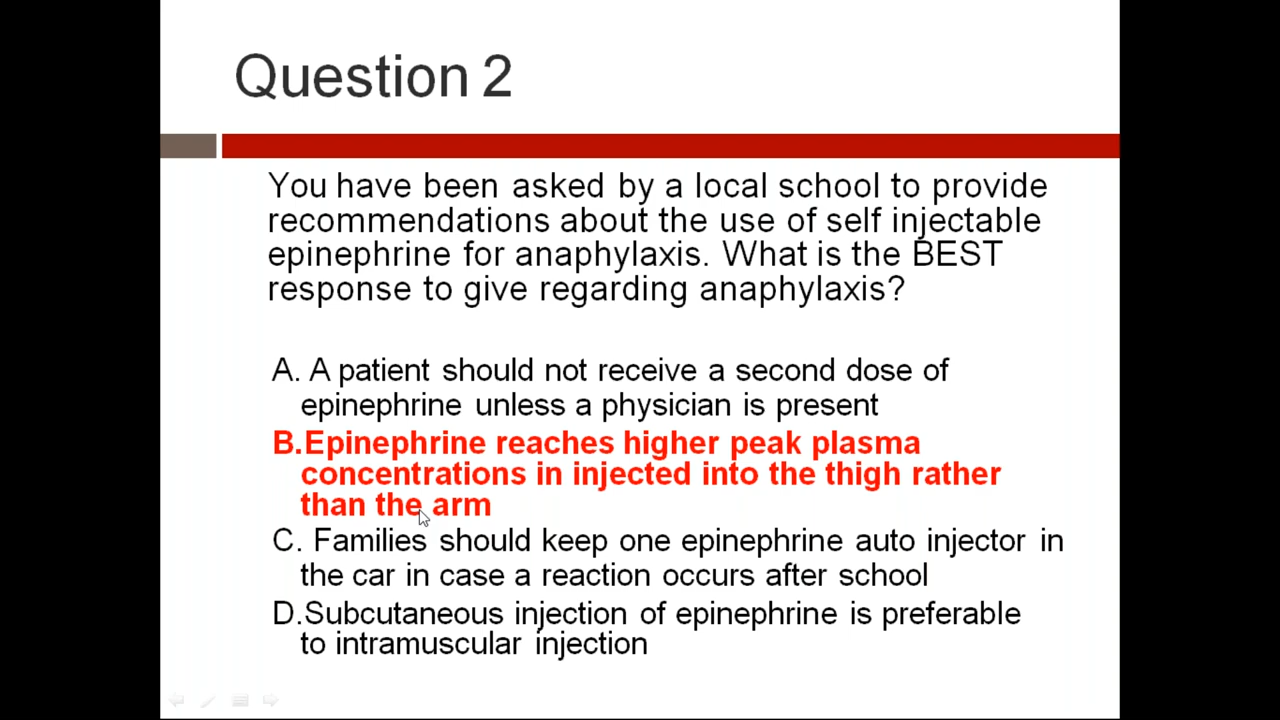 Question 2
You have been asked by a local school to provide
recommendations about the use of self injectable
epinephrine for anaphylaxis. What is the BEST
response to give regarding anaphylaxis?
A. A patient should not receive a second dose of
epinephrine unless a physician is present
B.Epinephrine reaches higher peak plasma
concentrations in injected into the thigh rather
than the arm
C. Families should keep one epinephrine auto injector in
the car in case a reaction occurs after school
D.Subcutaneous injection of epinephrine is preferable
to intramuscular injection